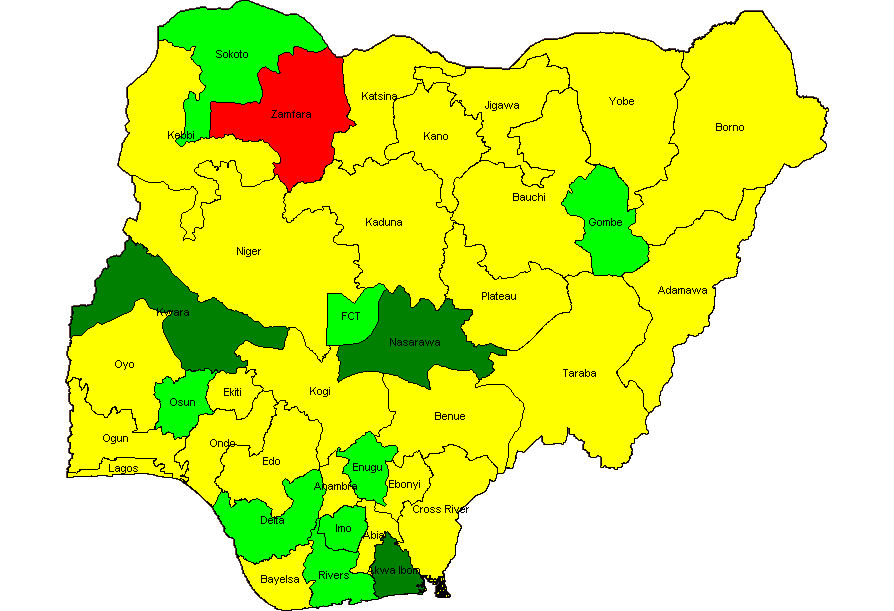 Sokoto
Katsina
Jigawa
Yobe
Borno
Zamfara
Kebbi
Kano
Bauchi
Gombe
Kaduna
Niger
Adamawa
Plateau
Kwara
FCT
Nasarawa
Oyo
Taraba
Ekiti
Kogi
Osun
Benue
Ogun
Ondo
Edo
Lagos
Enugu
Anambra
Ebonyi
Cross River
Delta
Imo
Abia
Akwa Ibom
Bayelsa
Rivers